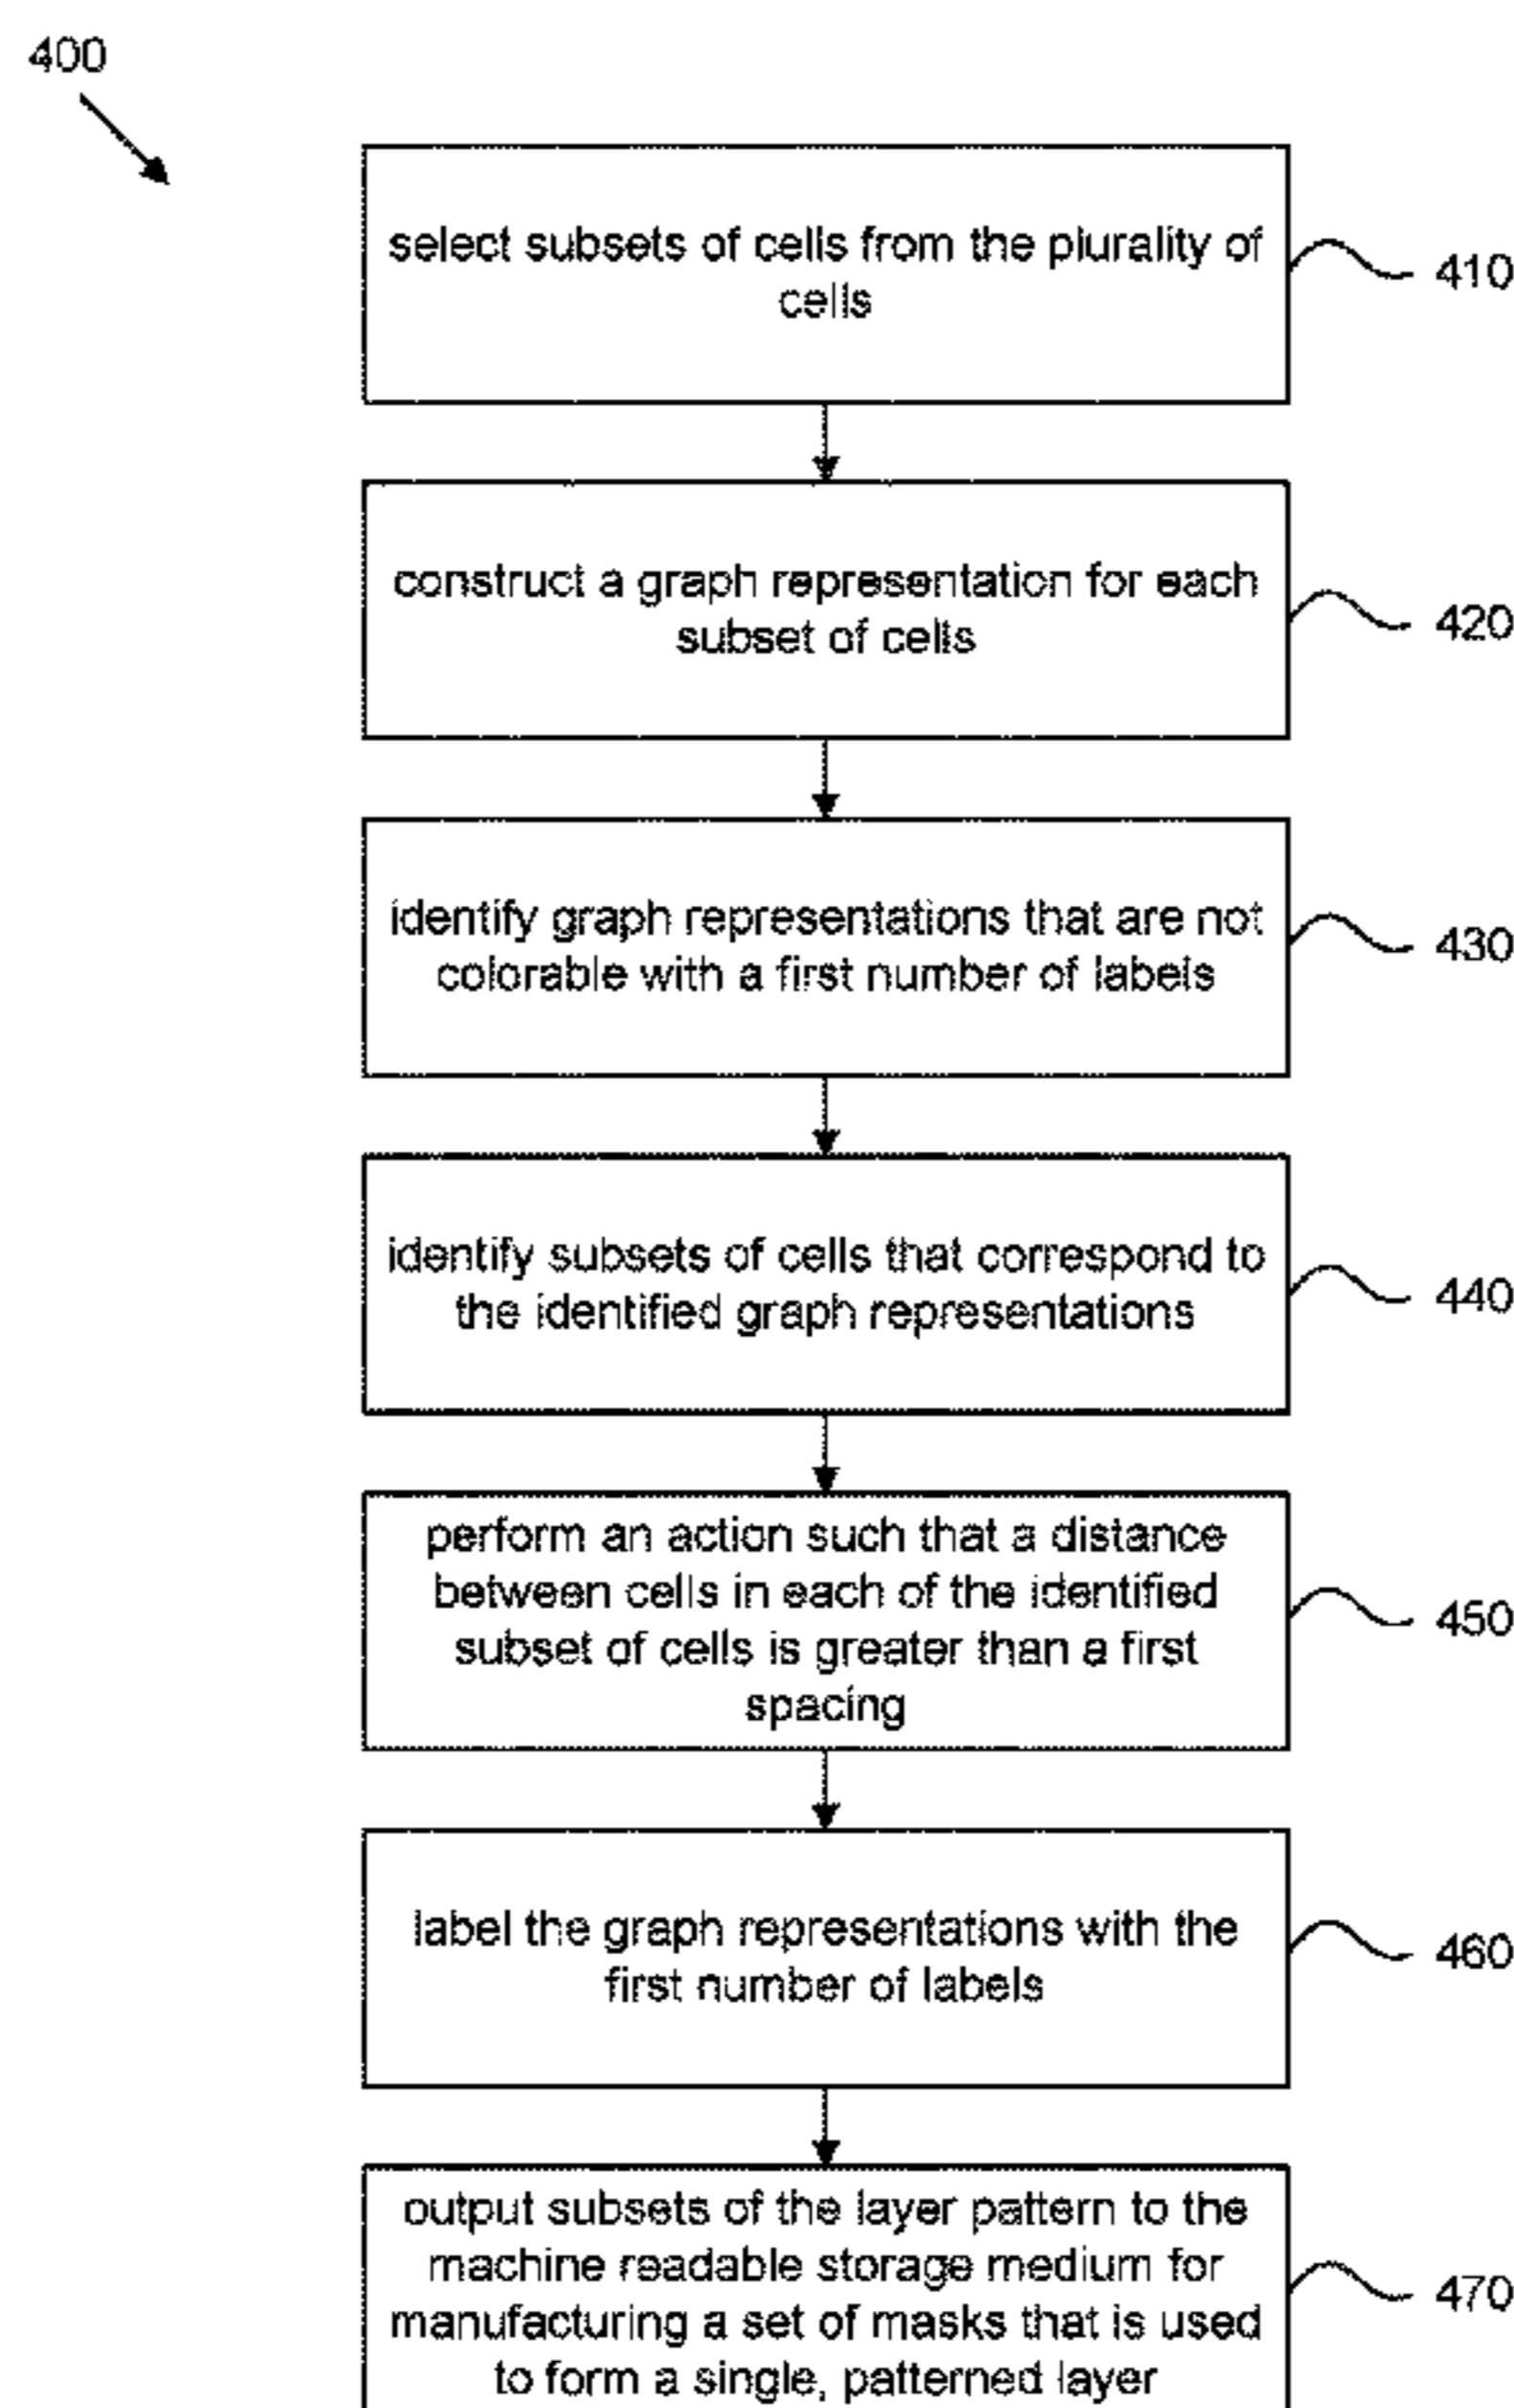 400
select subsets of cells from the plurality of
cells
410
construct a graph representation for each
subset of cells
420
identify graph representations that are not
colorable with a first number of labels
430
identify subsets of cells that correspond to
the identified graph representations
440
perform an action such that a distance
between cells in each of the identified
subset of cells is greater than a first
spacing
450
label the graph representations with the
first number of labels
460
output subsets of the layer pattern to the
machine readable storage medium for
manufacturing a set of masks that is used
to form a single, patterned layer
470